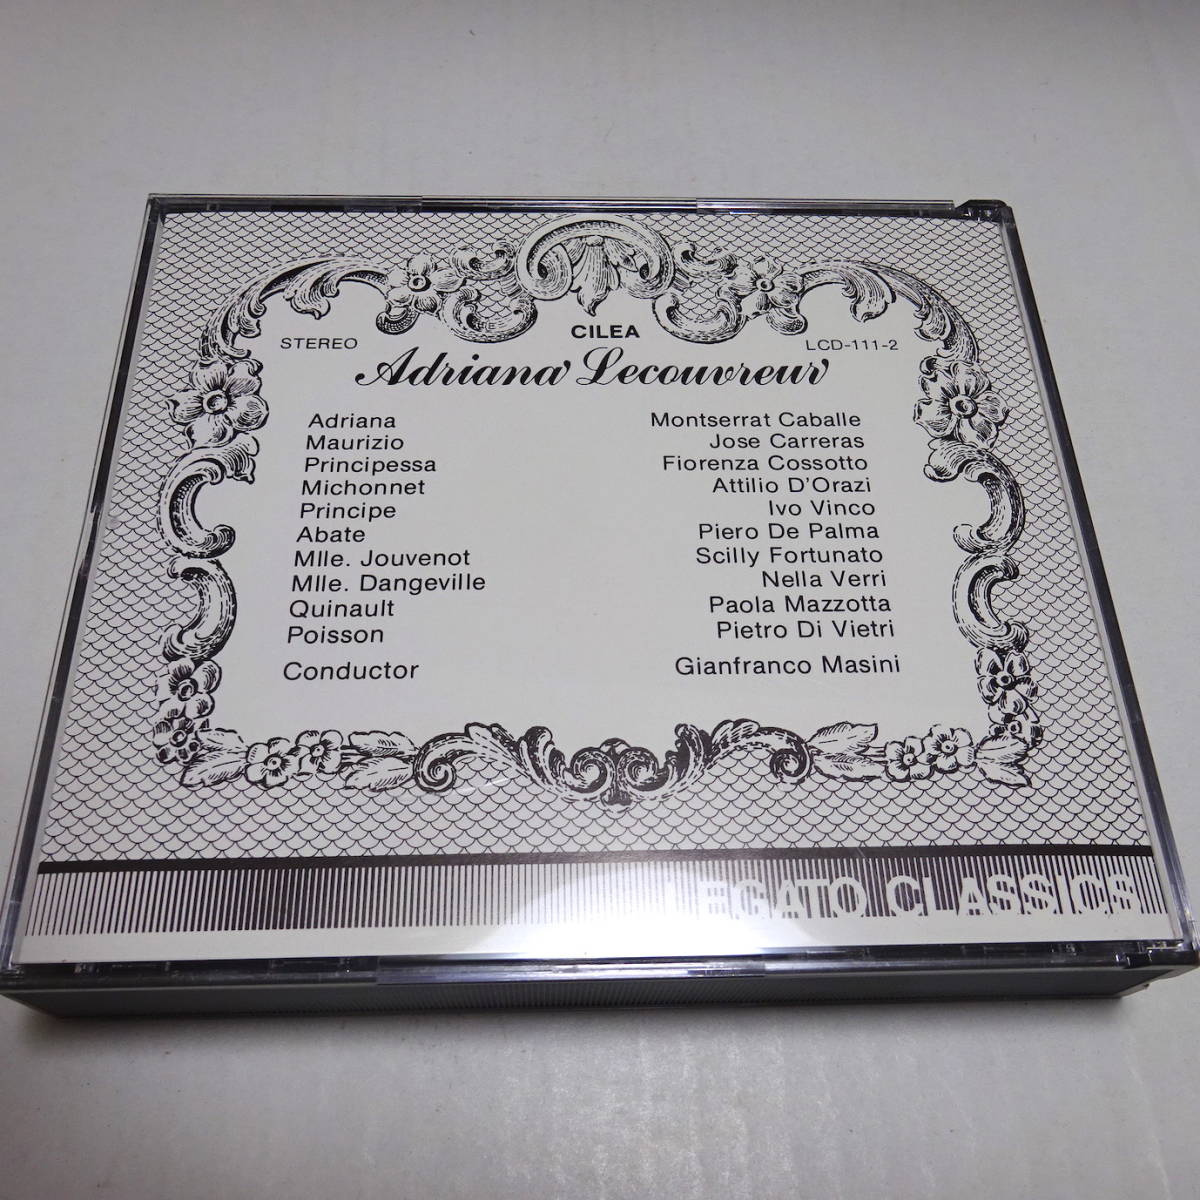 CILEA
STEREO LCD-111-2
Adriana Lecouvreur
Adriana Montserrat Caballe
Maurizio Jose Carreras
Principessa Fiorenza Cossotto
Michonnet Attilio D'Orazi
Principe Ivo Vinco
Abate Piero De Palma
Mlle. Jouvenot Scilly Fortunato
Mlle. Dangeville Nella Verri
Quinault Paola Mazzotta
Poisson Pietro Di Vietri
Conductor Gianfranco Masini
LEGATO CLASSICS